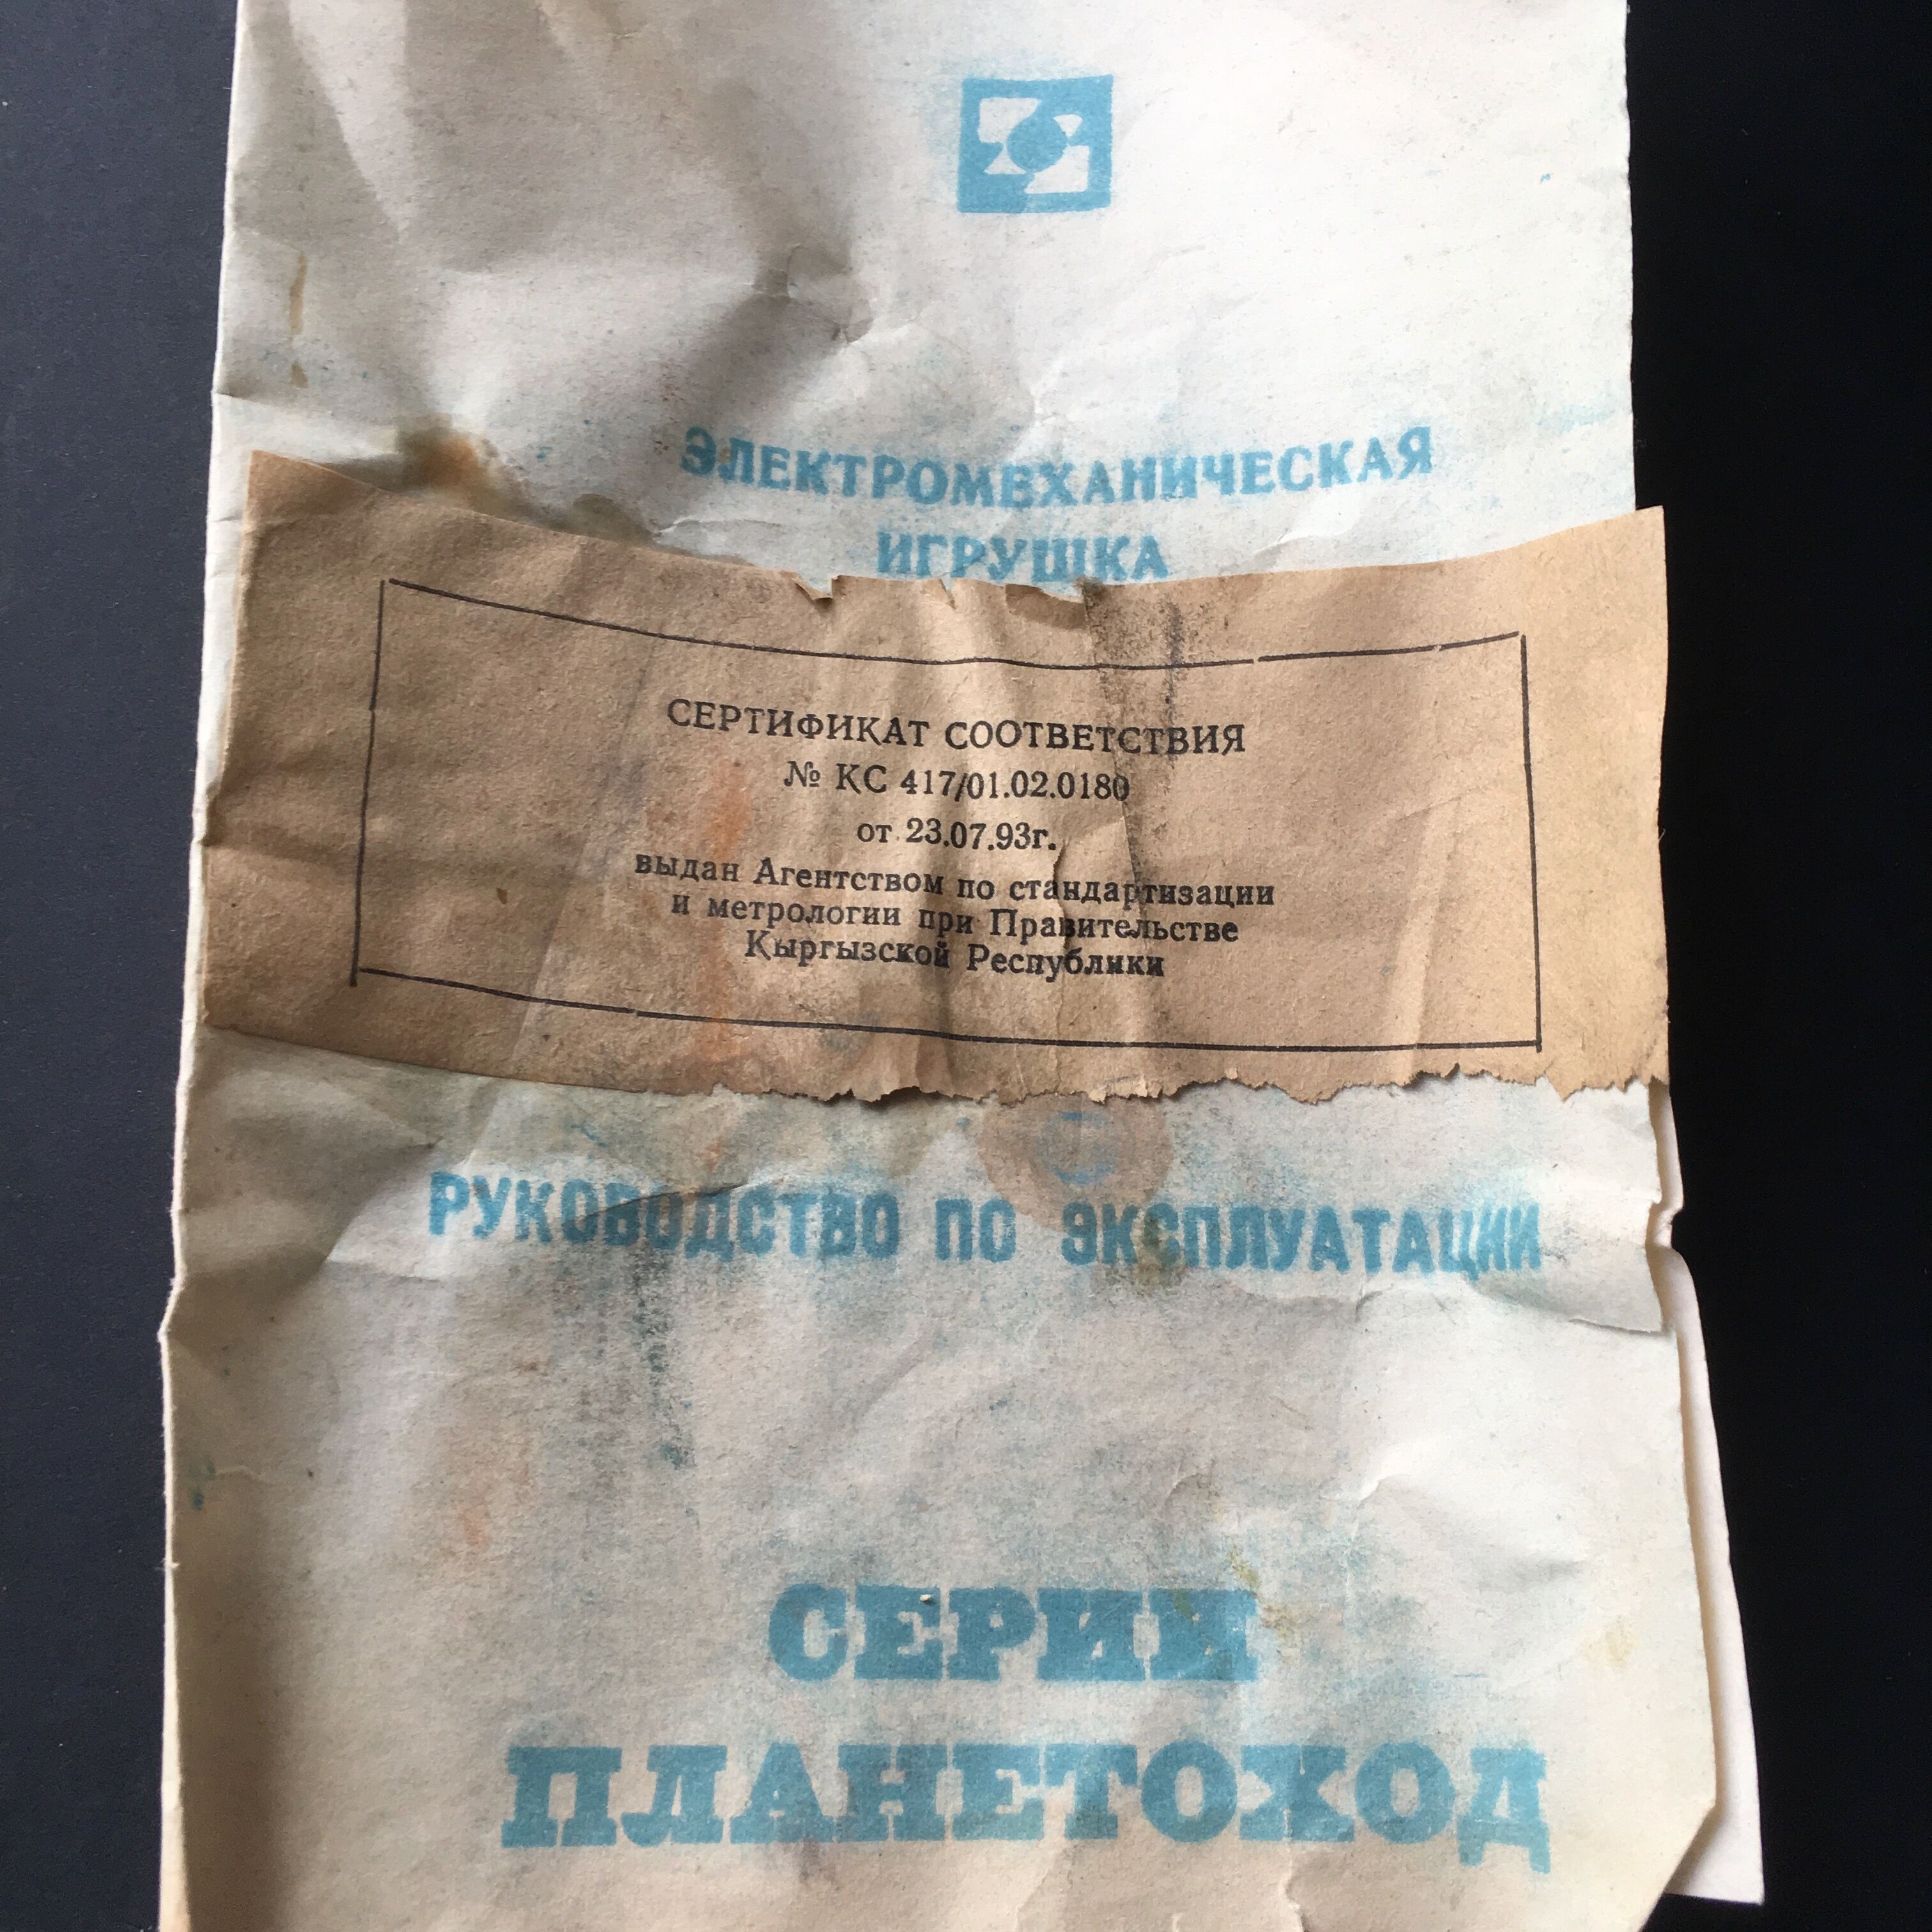 ЭЛЕКТРОМЕХАНИЧЕСКАЯ
ИГРУШКА
СЕРТИФИКАТ СООТВЕТСТВИЯ
№ КС 417/01.02.0180
от 23.07.93г.
выдан Агентством по стандартизации
и метрологии при Правительстве
Кыргызской Республики
РУКОВОДСТВО ПО ЭКСПЛУАТАЦИИ
СЕРИИ
ПЛАНЕТОХОД